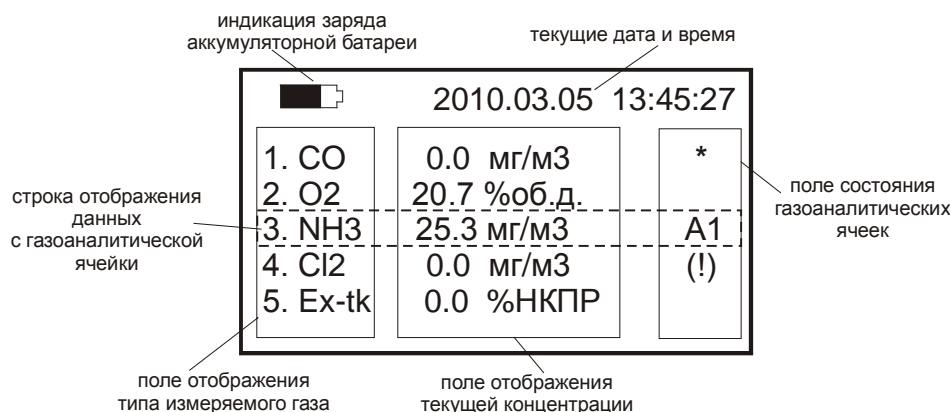 индикация заряда
аккумуляторной батареи
текущие дата и время
2010.03.05 13:45:27
1. CO 0.0 мг/м3 *
2. O2 20.7 %об.д.
3. NH3 25.3 мг/м3 A1
4. Cl2 0.0 мг/м3 (!)
5. Ex-tk 0.0 %НКПР
строка отображения
данных
с газоаналитической
ячейки
поле состояния
газоаналитических
ячеек
поле отображения
типа измеряемого газа
поле отображения
текущей концентрации